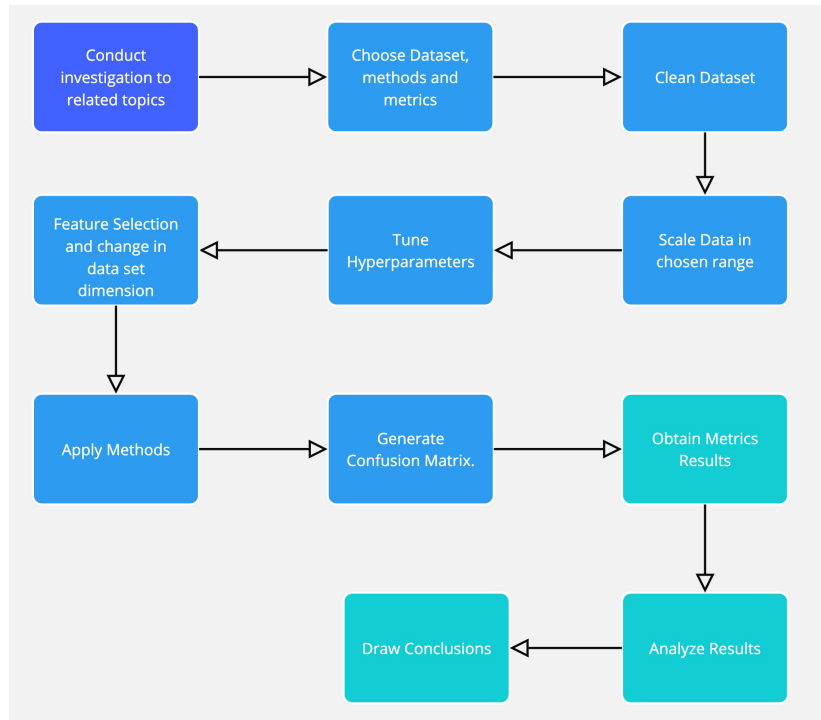 Conduct
investigation to
related topics
Choose Dataset,
methods and
metrics
Clean Dataset
Scale Data in
chosen range
Tune
Hyperparameters
Feature Selection
and change in
data set
dimension
Apply Methods
Generate
Confusion Matrix.
Obtain Metrics
Results
Analyze Results
Draw Conclusions